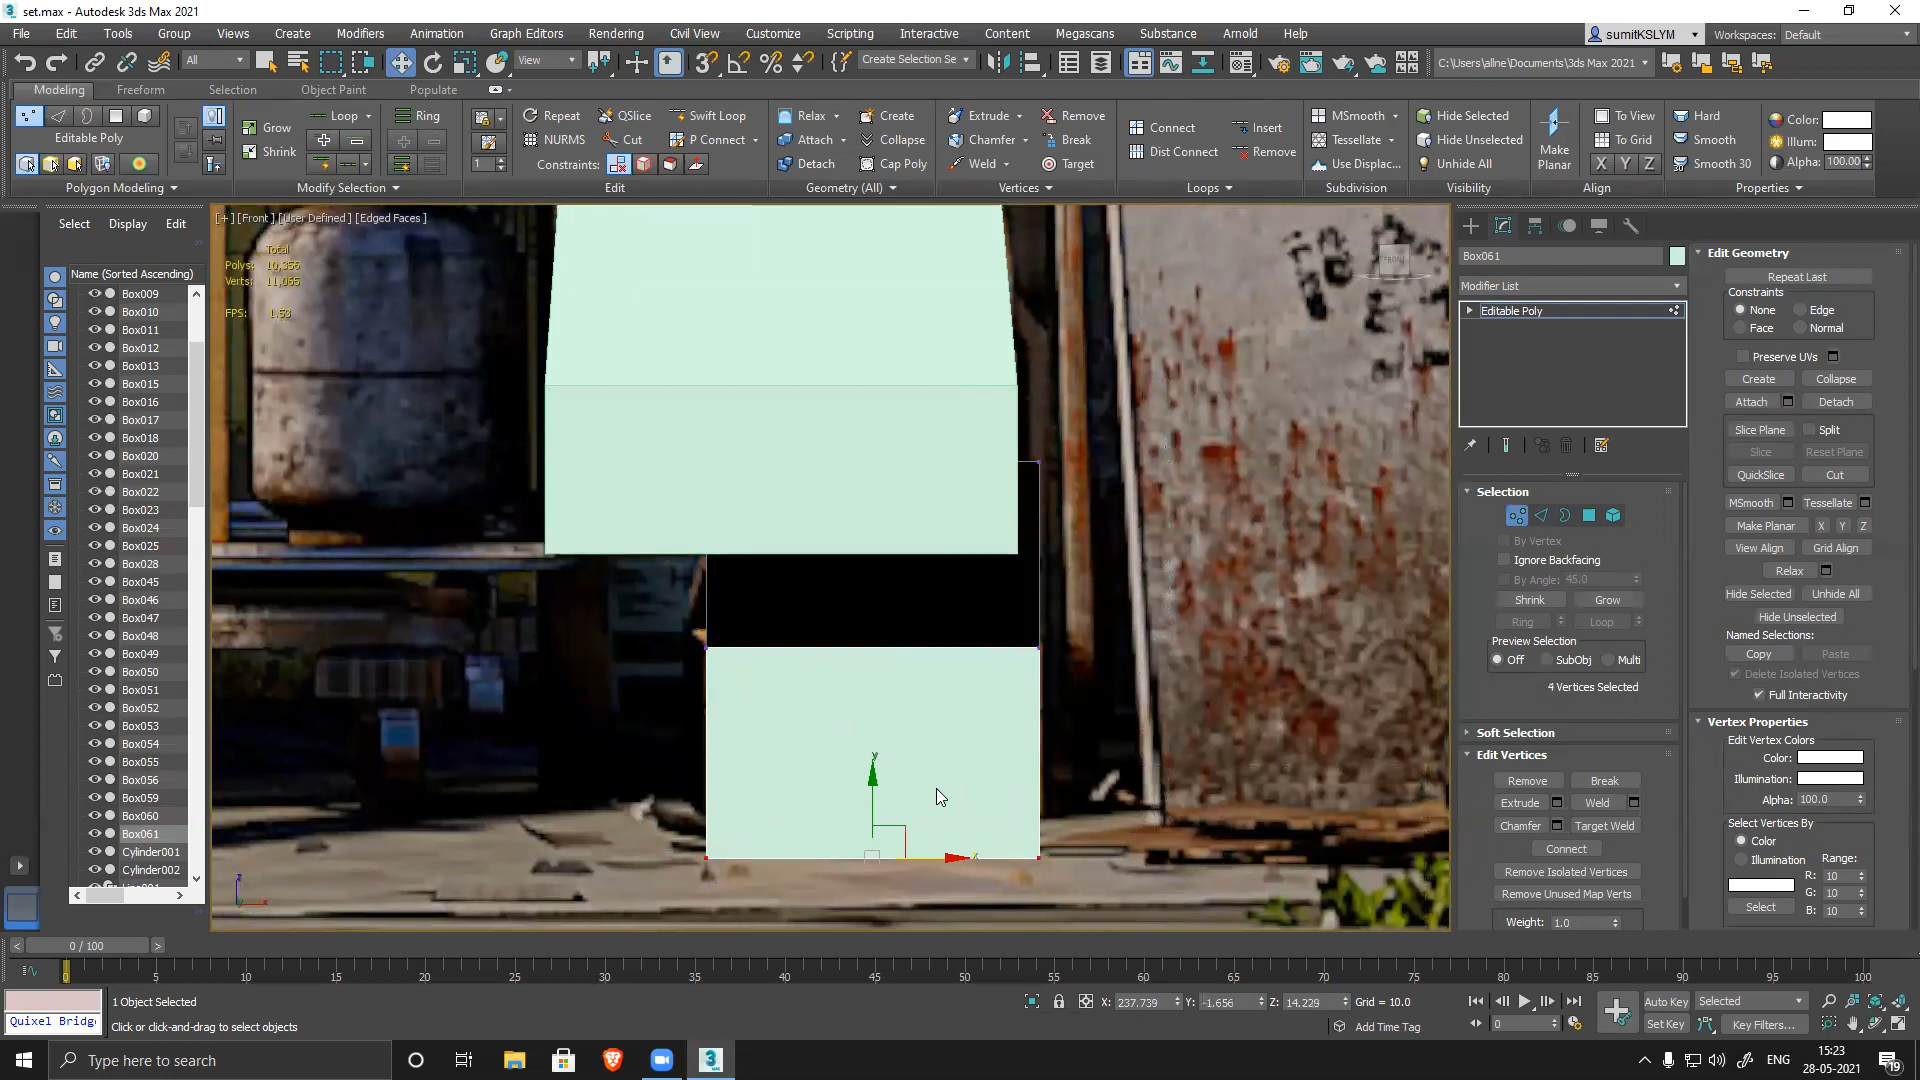 set.max - Autodesk 3ds Max 2021
File Edit Tools Group Views Create Modifiers Animation Graph Editors Rendering Civil View Customize Scripting Interactive Content Megascans Substance Arnold Help
sumitKSLYM Workspaces: Default
All View Create Selection Se C:\Users\allne\Documents\3ds Max 2021
Modeling Freeform Object Paint Selection Populate
Loop Ring Repeat QSlice Swift Loop Relax Create Extrude Remove Connect Insert MSmooth Hide Selected To View Hard Color:
Grow NURMS Cut P Connect Attach Collapse Chamfer Break Dist Connect Remove Tessellate Hide Unselected Make Planar To Grid Smooth Illum:
Shrink 1 Constraints: Detach Cap Poly Weld Target Use Displac... Unhide All X Y Z Smooth 30 Alpha: 100.00
Polygon Modeling Modify Selection Edit Geometry (All) Vertices Loops Subdivision Visibility Align Properties
Select Display Edit
Name (Sorted Ascending)
Box009
Box010
Box011
Box012
Box013
Box015
Box016
Box017
Box018
Box020
Box021
Box022
Box023
Box024
Box025
Box028
Box045
Box046
Box047
Box048
Box049
Box050
Box051
Box052
Box053
Box054
Box055
Box056
Box059
Box060
Box061
Cylinder001
Cylinder002
[+] [Front] [User Defined] [Edged Faces]
Total
Polys: 10,356
Verts: 11,065
FPS: 1.53
FRONT
y
x
Box061
Modifier List
Editable Poly
Selection
By Vertex
Ignore Backfacing
By Angle: 45.0
Shrink Grow
Ring Loop
Preview Selection
Off SubObj Multi
4 Vertices Selected
Soft Selection
Edit Vertices
Remove Break
Extrude Weld
Chamfer Target Weld
Connect
Remove Isolated Vertices
Remove Unused Map Verts
Weight: 1.0
Edit Geometry
Repeat Last
Constraints
None Edge
Face Normal
Preserve UVs
Create Collapse
Attach Detach
Slice Plane Split
Slice Reset Plane
QuickSlice Cut
MSmooth Tessellate
Make Planar X Y Z
View Align Grid Align
Relax
Hide Selected Unhide All
Hide Unselected
Named Selections:
Copy Paste
Delete Isolated Vertices
Full Interactivity
Vertex Properties
Edit Vertex Colors
Color:
Illumination:
Alpha: 100.0
Select Vertices By
Color
Illumination Range:
R: 10
G: 10
Select B: 10
0 / 100
0 5 10 15 20 25 30 35 40 45 50 55 60 65 70 75 80 85 90 95 100
1 Object Selected X: 237.739 Y: -1.656 Z: 14.229 Grid = 10.0 Auto Key Selected
Quixel Bridg Click or click-and-drag to select objects Add Time Tag 0 Set Key Key Filters...
Type here to search ENG 15:23
28-05-2021 19